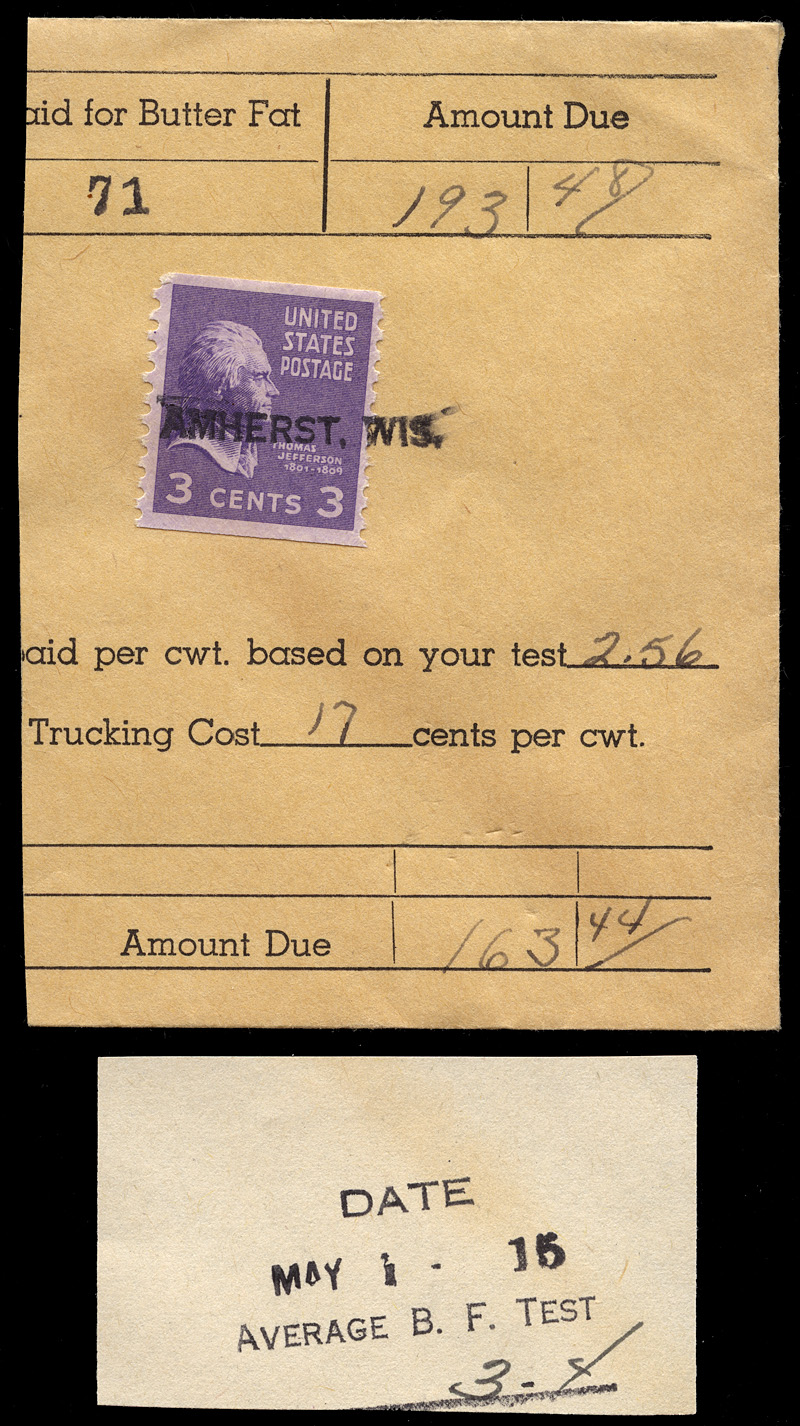 aid for Butter Fat
Amount Due
71
193 48
UNITED
STATES
POSTAGE
AMHERST, WIS.
THOMAS
JEFFERSON
1801-1809
3 CENTS 3
aid per cwt. based on your test 2.56
Trucking Cost 17 cents per cwt.
Amount Due 163 44
DATE
MAY 1 - 15
AVERAGE B. F. TEST
3.